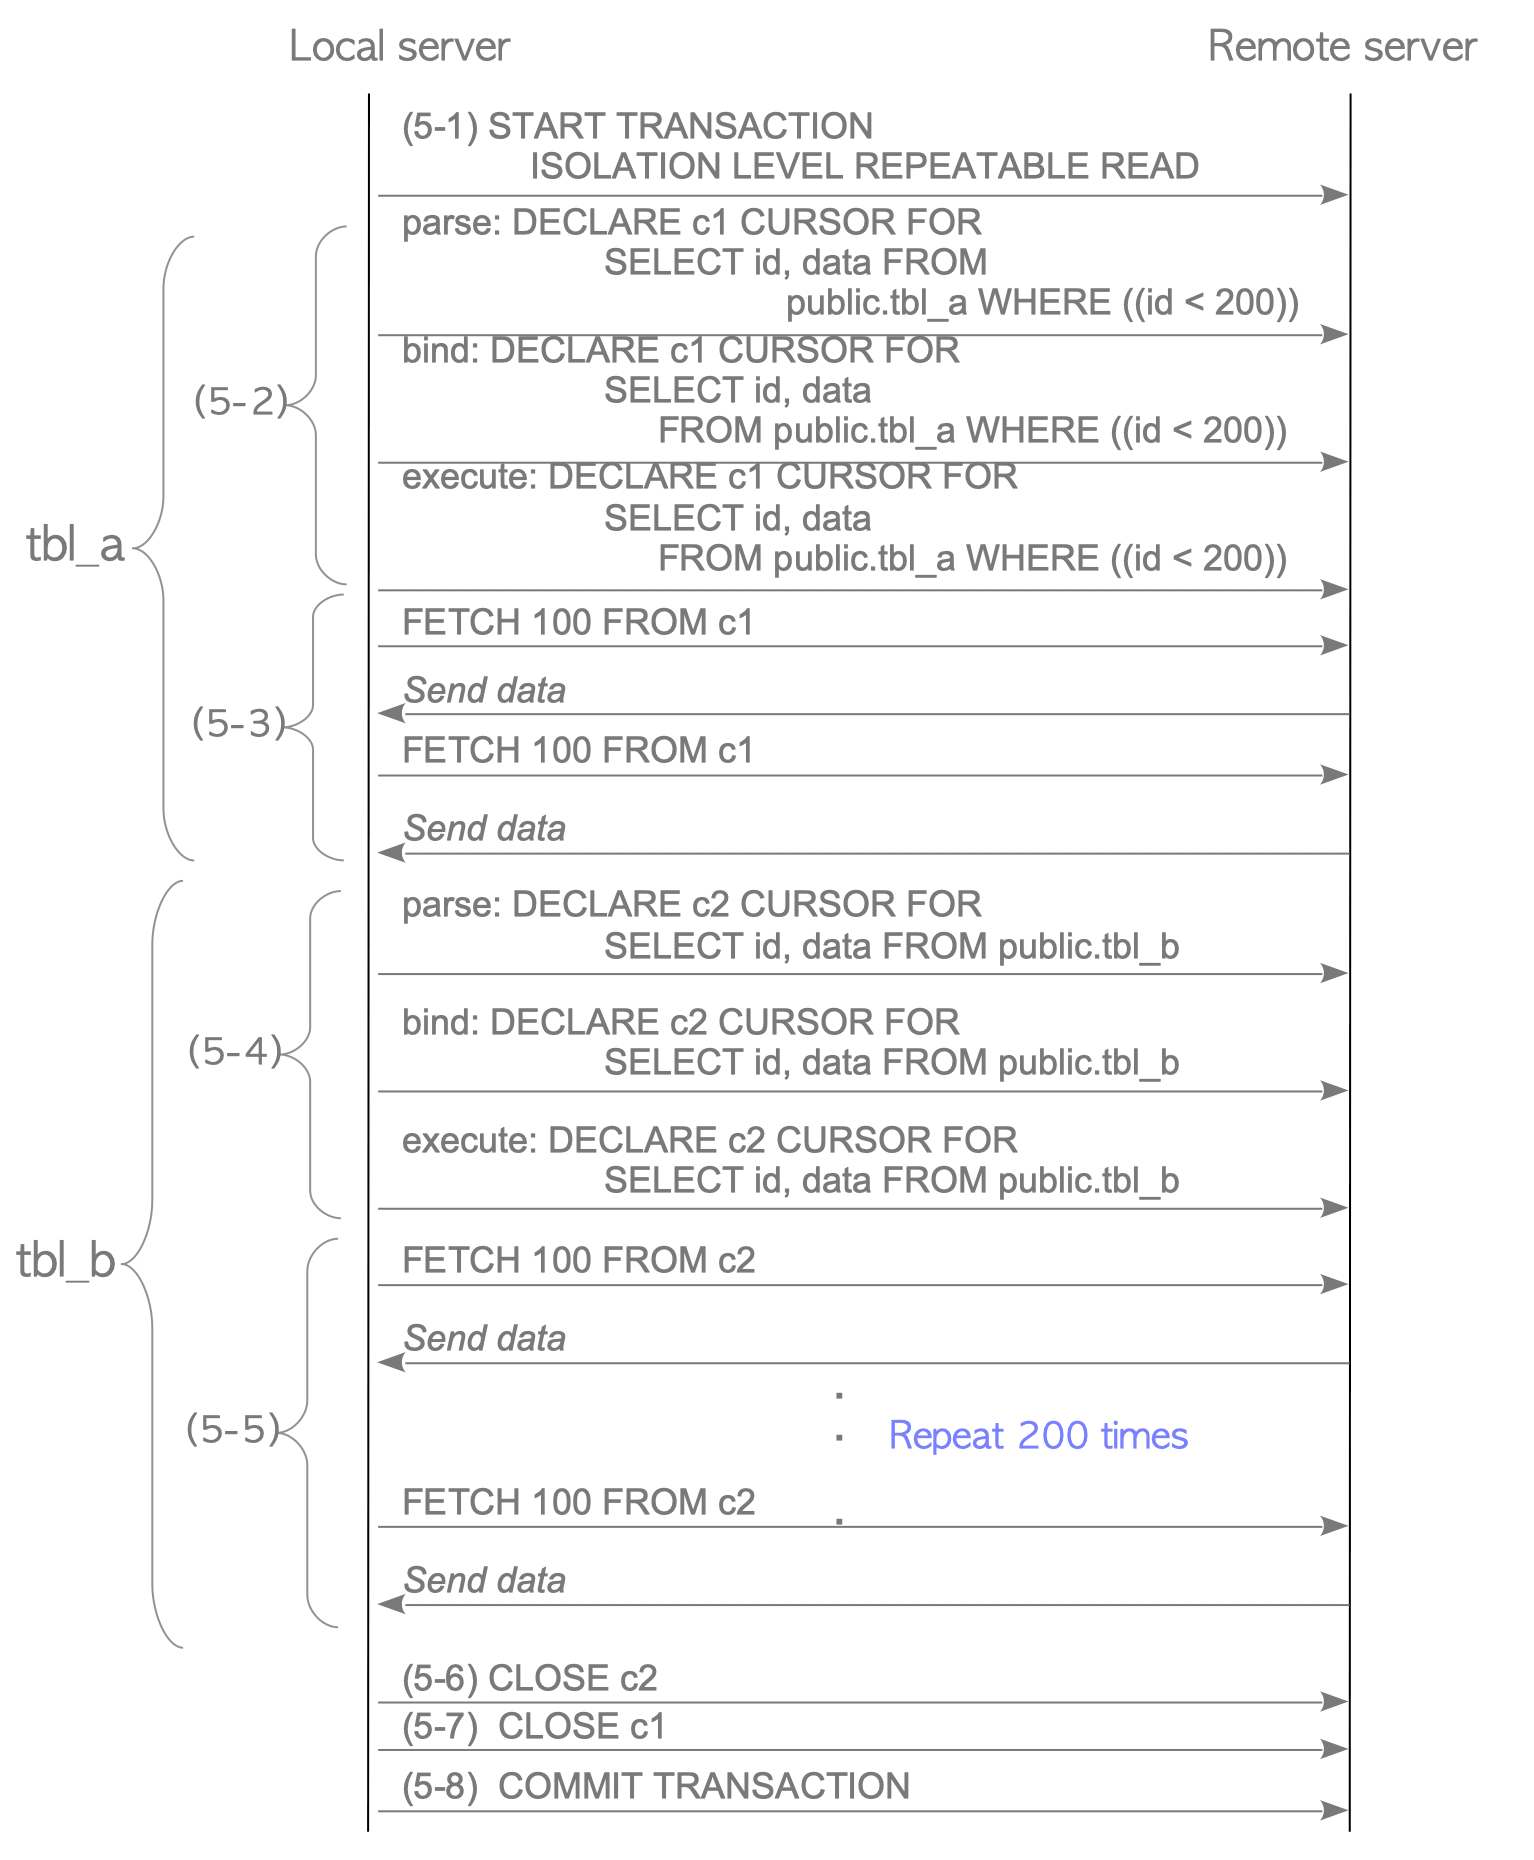 Local server
Remote server
(5-1) START TRANSACTION
ISOLATION LEVEL REPEATABLE READ
parse: DECLARE c1 CURSOR FOR
SELECT id, data FROM
public.tbl_a WHERE ((id < 200))
bind: DECLARE c1 CURSOR FOR
SELECT id, data
(5-2)
FROM public.tbl_a WHERE ((id < 200))
execute: DECLARE c1 CURSOR FOR
SELECT id, data
tbl_a
FROM public.tbl_a WHERE ((id < 200))
FETCH 100 FROM c1
Send data
(5-3)
FETCH 100 FROM c1
Send data
parse: DECLARE c2 CURSOR FOR
SELECT id, data FROM public.tbl_b
bind: DECLARE c2 CURSOR FOR
(5-4)
SELECT id, data FROM public.tbl_b
execute: DECLARE c2 CURSOR FOR
SELECT id, data FROM public.tbl_b
tbl_b
FETCH 100 FROM c2
Send data
(5-5)
Repeat 200 times
FETCH 100 FROM c2
Send data
(5-6) CLOSE c2
(5-7) CLOSE c1
(5-8) COMMIT TRANSACTION